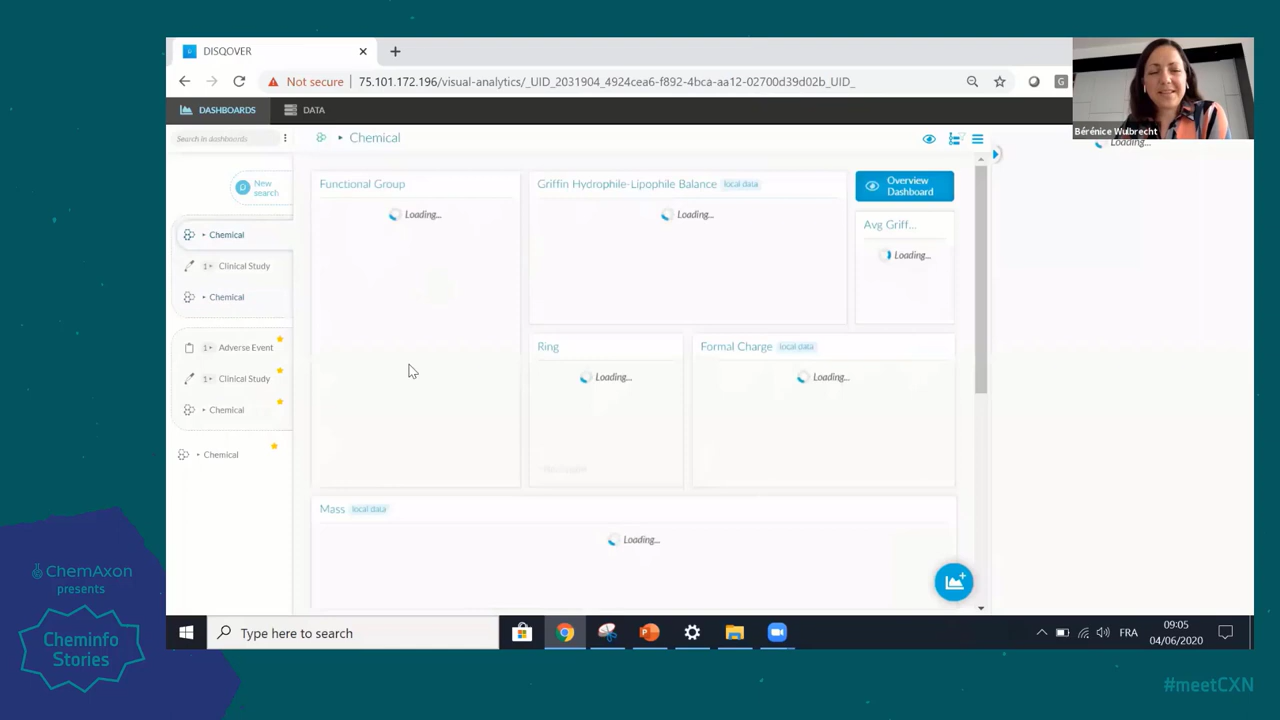 DISQOVER
Not secure
75.101.172.196/visual-analytics/_UID_2031904_4924cea6-f892-4bca-aa12-02700d39d02b_UID_
G
Bérénice Wulbrecht
DASHBOARDS
DATA
Search in dashboards
Chemical
Loading...
New
search
Chemical
1
Clinical Study
Chemical
1
Adverse Event
1
Clinical Study
Chemical
Chemical
Functional Group
Loading...
Griffin Hydrophile-Lipophile Balance local data
Loading...
Overview
Dashboard
Avg Griff...
Loading...
Ring
Loading...
Formal Charge local data
Loading...
Mass local data
Loading...
ChemAxon
presents
Cheminfo
Stories
Type here to search
FRA
09:05
04/06/2020
#meetCXN